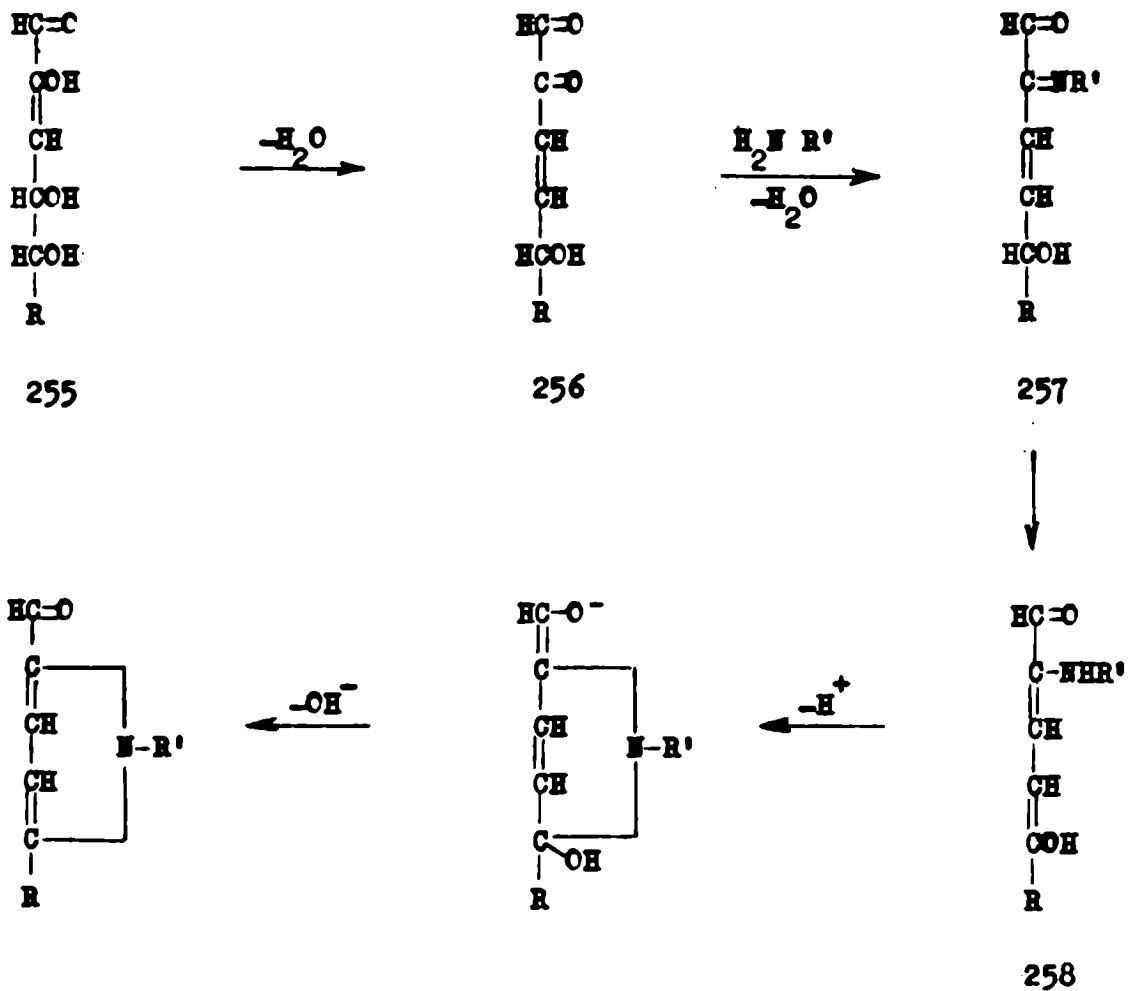 HC=O
COH
CH
HCOH
HCOH
R
255
-H2O
HC=O
C=O
CH
CH
HCOH
R
256
H2N R'
-H2O
HC=O
C=NR'
CH
CH
HCOH
R
257
HC=O
C-NHR'
CH
CH
COH
R
258
-H+
HC-O-
C
CH
CH
C
OH
R
N-R'
-OH-
HC=O
C
CH
CH
C
R
N-R'